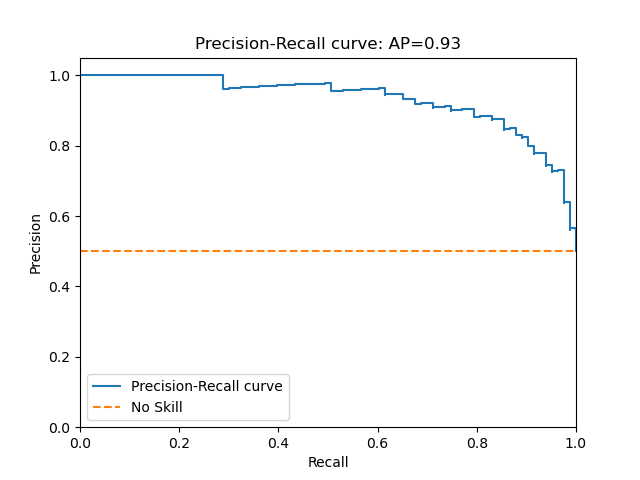 Precision-Recall curve: AP=0.93
1.0
0.8
0.6
0.4
0.2
0.0
Precision
Precision-Recall curve
No Skill
0.0 0.2 0.4 0.6 0.8 1.0
Recall